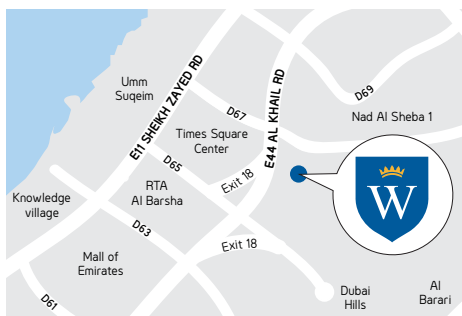 D69
Umm
Suqeim
E11 SHEIKH ZAYED RD
E44 AL KHAIL RD
D67
Nad Al Sheba 1
Times Square
Center
D65
Exit 18
RTA
Al Barsha
W
Knowledge
village
D63
Exit 18
Mall of
Emirates
D61
Dubai
Hills
Al
Barari